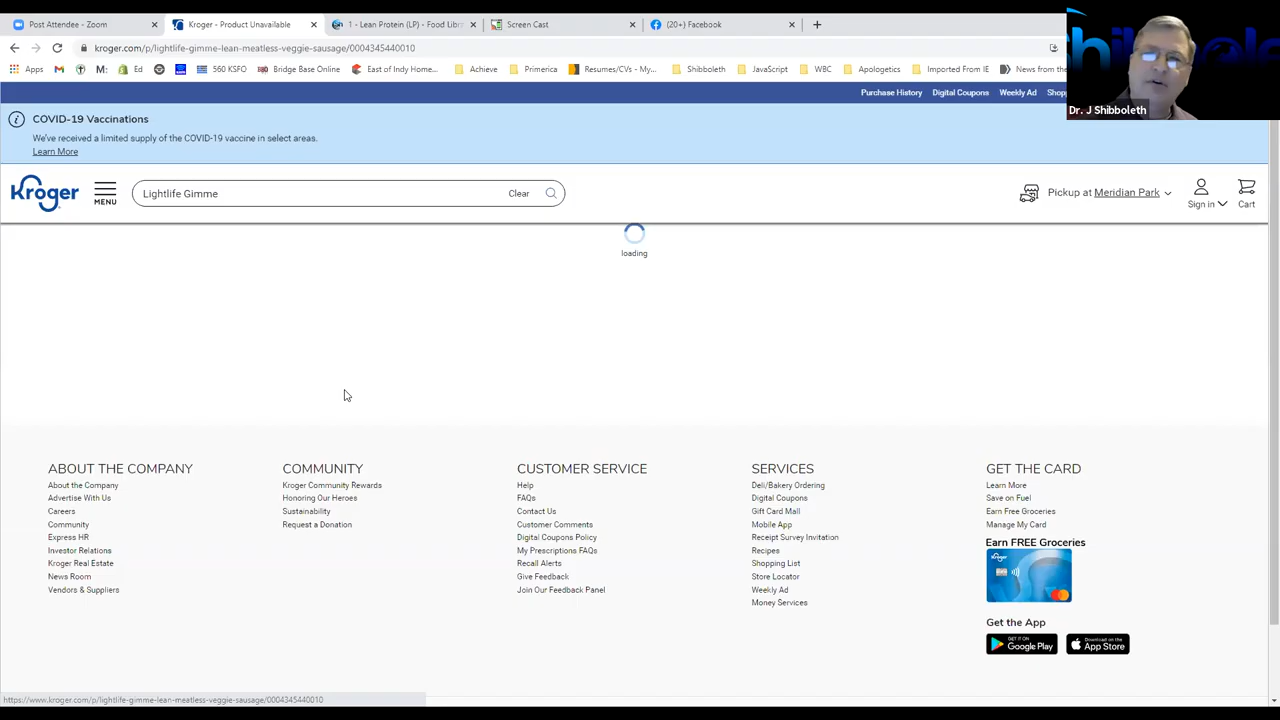 Post Attendee - Zoom
Kroger - Product Unavailable
1 - Lean Protein (LP) - Food Libr
Screen Cast
(20+) Facebook
kroger.com/p/lightlife-gimme-lean-meatless-veggie-sausage/0004345440010
Apps
Ed
560 KSFO
Bridge Base Online
East of Indy Home...
Achieve
Primerica
Resumes/CVs - My...
Shibboleth
JavaScript
WBC
Apologetics
Imported From IE
News from the
Dr. J Shibboleth
Purchase History
Digital Coupons
Weekly Ad
COVID-19 Vaccinations
We've received a limited supply of the COVID-19 vaccine in select areas.
Learn More
Kroger
MENU
Lightlife Gimme
Clear
Pickup at Meridian Park
Sign in
Cart
loading
ABOUT THE COMPANY
About the Company
Advertise With Us
Careers
Community
Express HR
Investor Relations
Kroger Real Estate
News Room
Vendors & Suppliers
COMMUNITY
Kroger Community Rewards
Honoring Our Heroes
Sustainability
Request a Donation
CUSTOMER SERVICE
Help
FAQs
Contact Us
Customer Comments
Digital Coupons Policy
My Prescriptions FAQs
Recall Alerts
Give Feedback
Join Our Feedback Panel
SERVICES
Deli/Bakery Ordering
Digital Coupons
Gift Card Mall
Mobile App
Receipt Survey Invitation
Recipes
Shopping List
Store Locator
Weekly Ad
Money Services
GET THE CARD
Learn More
Save on Fuel
Earn Free Groceries
Manage My Card
Earn FREE Groceries
Get the App
GET IT ON
Google Play
Download on the
App Store
https://www.kroger.com/p/lightlife-gimme-lean-meatless-veggie-sausage/0004345440010